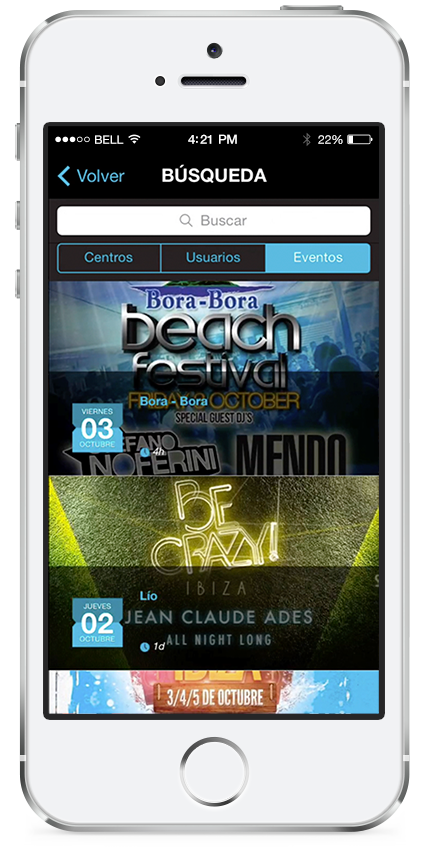 BELL 4:21 PM 22%
Volver BÚSQUEDA
Buscar
Centros Usuarios Eventos
Bora-Bora
beach
festival
FRIDAY OCTOBER
Bora - Bora
SPECIAL GUEST DJ'S
VIERNES
03
OCTUBRE
FANO
NOFERINI
MENDO
4h
BE
CRAZY!
IBIZA
Lío
JUEVES
02
OCTUBRE
JEAN CLAUDE ADES
ALL NIGHT LONG
1d
IBIZA
3/4/5 DE OCTUBRE